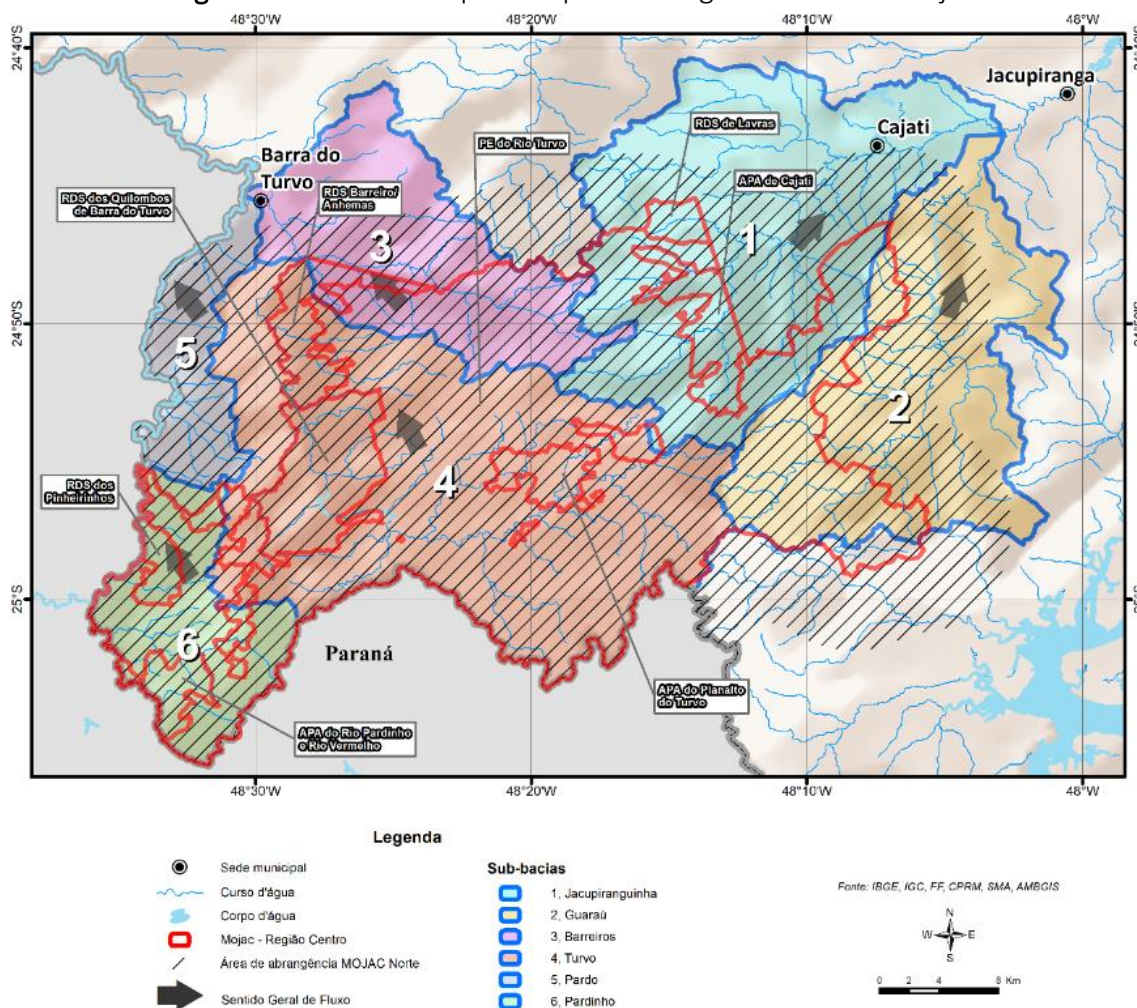 48°30'W 48°20'W 48°10'W 48°W
24°40'S 24°40'S
Jacupiranga
Cajati
RDS de Lavras
PE do Rio Turvo
Barra do
Turvo
RDS Barreiro/
Anhemas
RDS dos Quilombos
de Barra do Turvo
APA de Cajati
1
3
24°50'S 24°50'S
5
2
4
RDS dos
Pinheirinhos
25°S 25°S
6
Paraná
APA do Planalto
do Turvo
APA do Rio Pardinho
e Rio Vermelho
48°30'W 48°20'W 48°10'W 48°W
Legenda
Sede municipal
Curso d'água
Corpo d'água
Mojac - Região Centro
Área de abrangência MOJAC Norte
Sentido Geral de Fluxo
Sub-bacias
1, Jacupiranguinha
2, Guaraú
3, Barreiros
4, Turvo
5, Pardo
6, Pardinho
Fonte: IBGE, IGC, FF, CPRM, SMA, AMBGIS
N
W E
S
0 2 4 8 Km